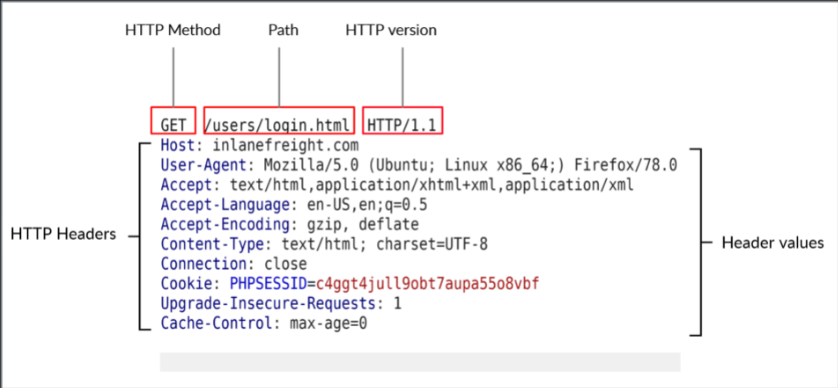 HTTP Method Path HTTP version
GET /users/login.html HTTP/1.1
Host: inlanefreight.com
User-Agent: Mozilla/5.0 (Ubuntu; Linux x86_64;) Firefox/78.0
Accept: text/html,application/xhtml+xml,application/xml
Accept-Language: en-US,en;q=0.5
Accept-Encoding: gzip, deflate
HTTP Headers
Header values
Content-Type: text/html; charset=UTF-8
Connection: close
Cookie: PHPSESSID=c4ggt4jull9obt7aupa55o8vbf
Upgrade-Insecure-Requests: 1
Cache-Control: max-age=0